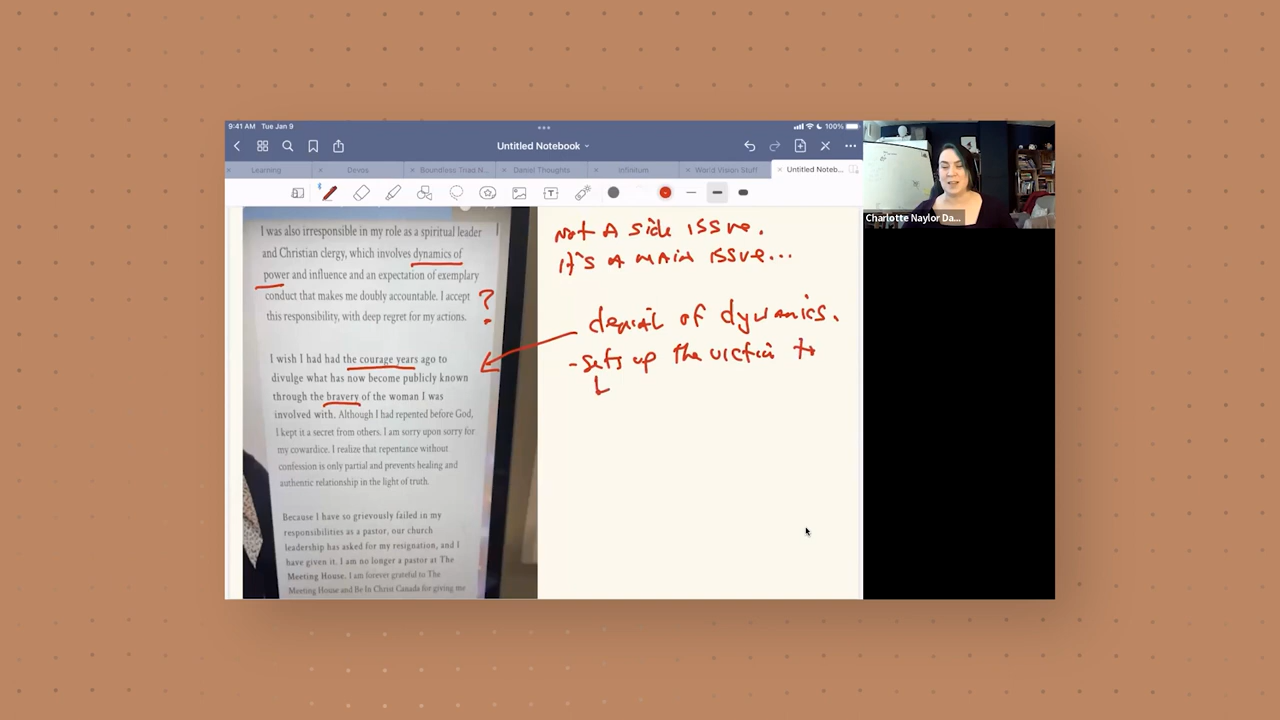 9:41 AM Tue Jan 9
100%
Untitled Notebook
Learning
Devos
Boundless Triad N...
Daniel Thoughts
Infinitum
World Vision Stuff
Untitled Noteb...
Charlotte Naylor Da...
I was also irresponsible in my role as a spiritual leader
and Christian clergy, which involves dynamics of
power and influence and an expectation of exemplary
conduct that makes me doubly accountable. I accept
this responsibility, with deep regret for my actions.
?
I wish I had had the courage years ago to
divulge what has now become publicly known
through the bravery of the woman I was
involved with. Although I had repented before God,
I kept it a secret from others. I am sorry upon sorry for
my cowardice. I realize that repentance without
confession is only partial and prevents healing and
authentic relationship in the light of truth.
Because I have so grievously failed in my
responsibilities as a pastor, our church
leadership has asked for my resignation, and I
have given it. I am no longer a pastor at The
Meeting House. I am forever grateful to The
Meeting House and Be In Christ Canada for giving me
Not A side issue.
It's A main issue...
denial of dynamics.
- sets up the victim to